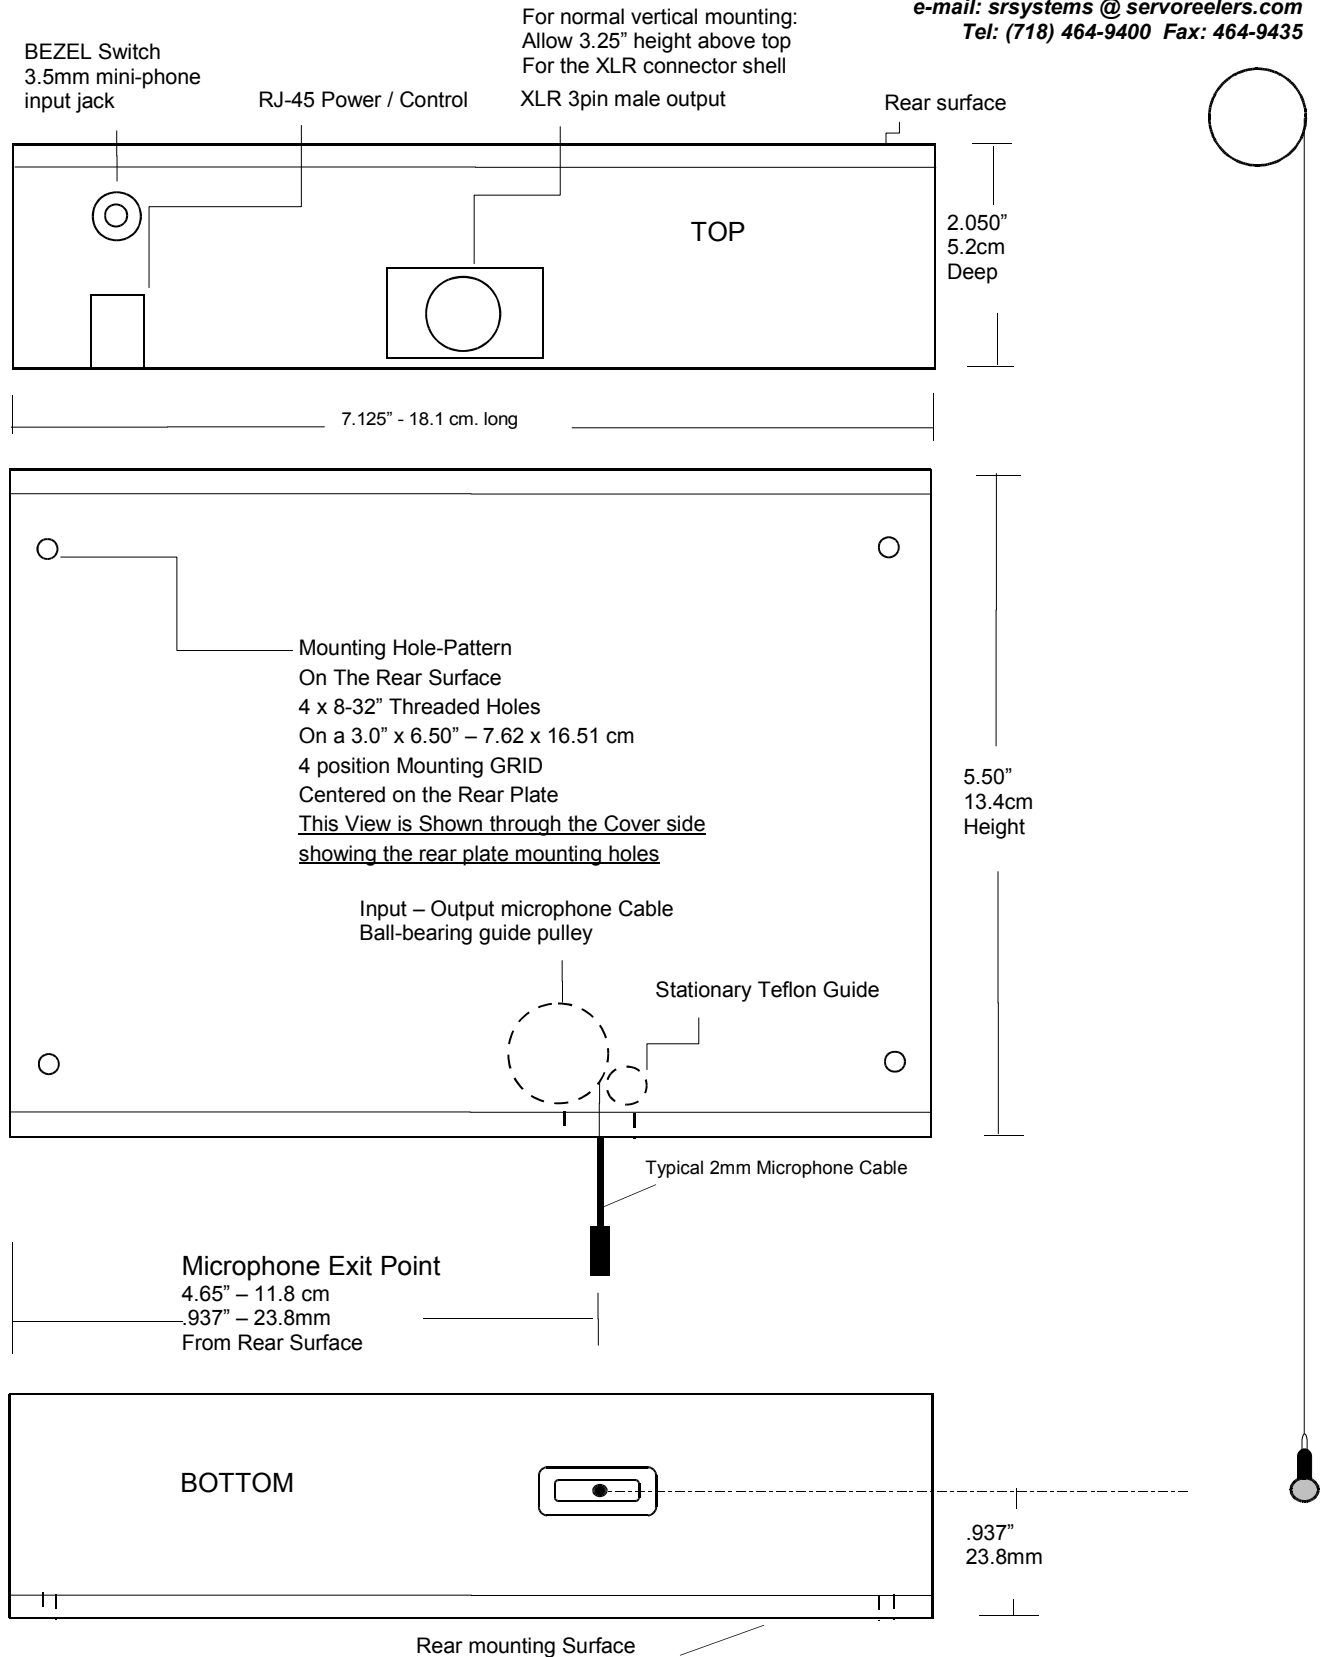 e-mail: srsystems @ servoreelers.com
Tel: (718) 464-9400 Fax: 464-9435
For normal vertical mounting:
Allow 3.25” height above top
For the XLR connector shell
XLR 3pin male output
BEZEL Switch
3.5mm mini-phone
input jack
RJ-45 Power / Control
Rear surface
TOP
2.050”
5.2cm
Deep
7.125” - 18.1 cm. long
Mounting Hole-Pattern
On The Rear Surface
4 x 8-32” Threaded Holes
On a 3.0” x 6.50” – 7.62 x 16.51 cm
4 position Mounting GRID
Centered on the Rear Plate
This View is Shown through the Cover side
showing the rear plate mounting holes
5.50”
13.4cm
Height
Input – Output microphone Cable
Ball-bearing guide pulley
Stationary Teflon Guide
Typical 2mm Microphone Cable
Microphone Exit Point
4.65” – 11.8 cm
.937” – 23.8mm
From Rear Surface
BOTTOM
.937”
23.8mm
Rear mounting Surface